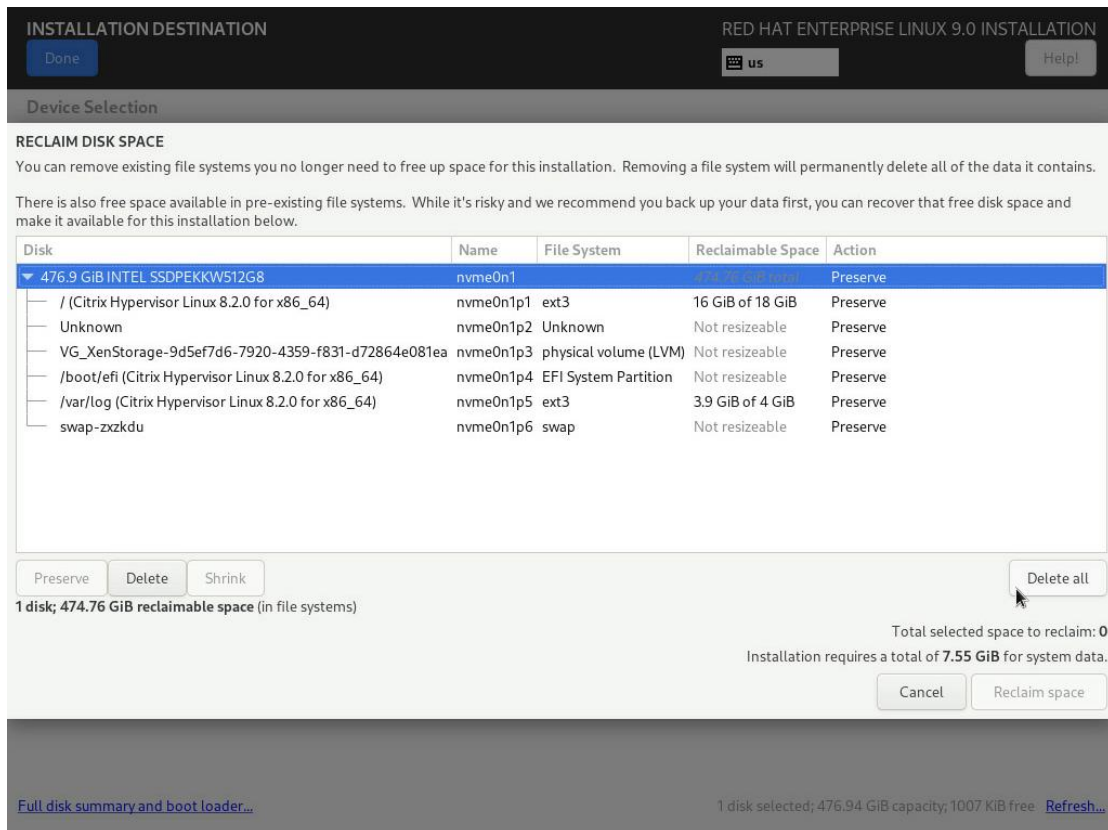 INSTALLATION DESTINATION
RED HAT ENTERPRISE LINUX 9.0 INSTALLATION
Done
us
Help!
Device Selection
RECLAIM DISK SPACE
You can remove existing file systems you no longer need to free up space for this installation. Removing a file system will permanently delete all of the data it contains.
There is also free space available in pre-existing file systems. While it's risky and we recommend you back up your data first, you can recover that free disk space and
make it available for this installation below.
Disk Name File System Reclaimable Space Action
476.9 GiB INTEL SSDPEKKW512G8 nvme0n1 474.76 GiB total Preserve
/ (Citrix Hypervisor Linux 8.2.0 for x86_64) nvme0n1p1 ext3 16 GiB of 18 GiB Preserve
Unknown nvme0n1p2 Unknown Not resizeable Preserve
VG_XenStorage-9d5ef7d6-7920-4359-f831-d72864e081ea nvme0n1p3 physical volume (LVM) Not resizeable Preserve
/boot/efi (Citrix Hypervisor Linux 8.2.0 for x86_64) nvme0n1p4 EFI System Partition Not resizeable Preserve
/var/log (Citrix Hypervisor Linux 8.2.0 for x86_64) nvme0n1p5 ext3 3.9 GiB of 4 GiB Preserve
swap-zxzkdu nvme0n1p6 swap Not resizeable Preserve
Preserve Delete Shrink Delete all
1 disk; 474.76 GiB reclaimable space (in file systems)
Total selected space to reclaim: 0
Installation requires a total of 7.55 GiB for system data.
Cancel Reclaim space
Full disk summary and boot loader... 1 disk selected; 476.94 GiB capacity; 1007 KiB free Refresh...